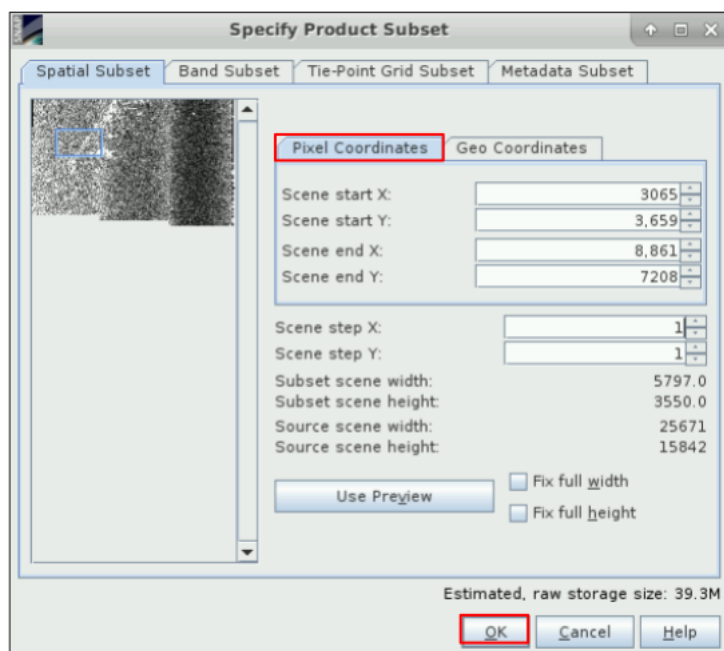 SNAP
Specify Product Subset
Spatial Subset Band Subset Tie-Point Grid Subset Metadata Subset
Pixel Coordinates Geo Coordinates
Scene start X: 3065
Scene start Y: 3,659
Scene end X: 8,861
Scene end Y: 7208
Scene step X: 1
Scene step Y: 1
Subset scene width: 5797.0
Subset scene height: 3550.0
Source scene width: 25671
Source scene height: 15842
Use Preview
Fix full width
Fix full height
Estimated, raw storage size: 39.3M
OK Cancel Help